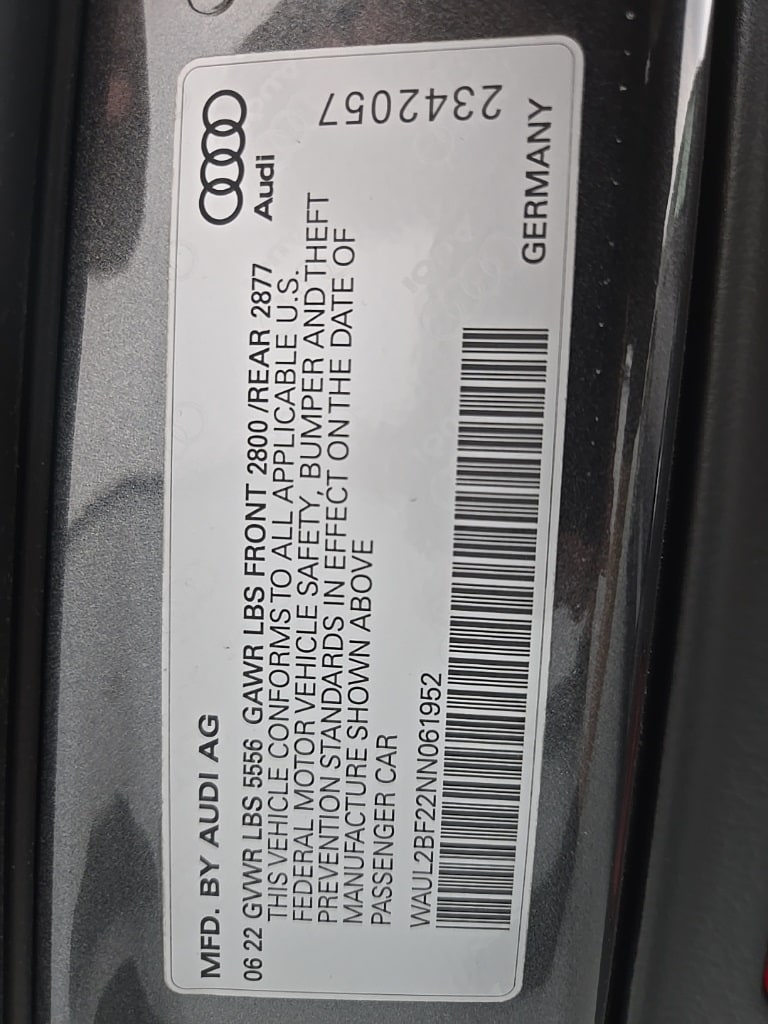 MFD. BY AUDI AG
Audi
06 22 GVWR LBS 5556 GAWR LBS FRONT 2800 /REAR 2877
THIS VEHICLE CONFORMS TO ALL APPLICABLE U.S.
FEDERAL MOTOR VEHICLE SAFETY, BUMPER AND THEFT
PREVENTION STANDARDS IN EFFECT ON THE DATE OF
MANUFACTURE SHOWN ABOVE
PASSENGER CAR
2342057
WAUL2BF22NN061952
GERMANY